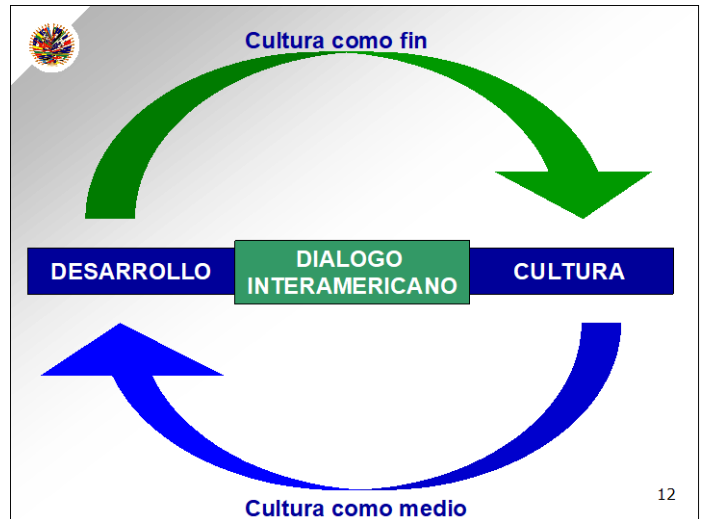 Cultura como fin
DESARROLLO
DIALOGO
INTERAMERICANO
CULTURA
Cultura como medio
12